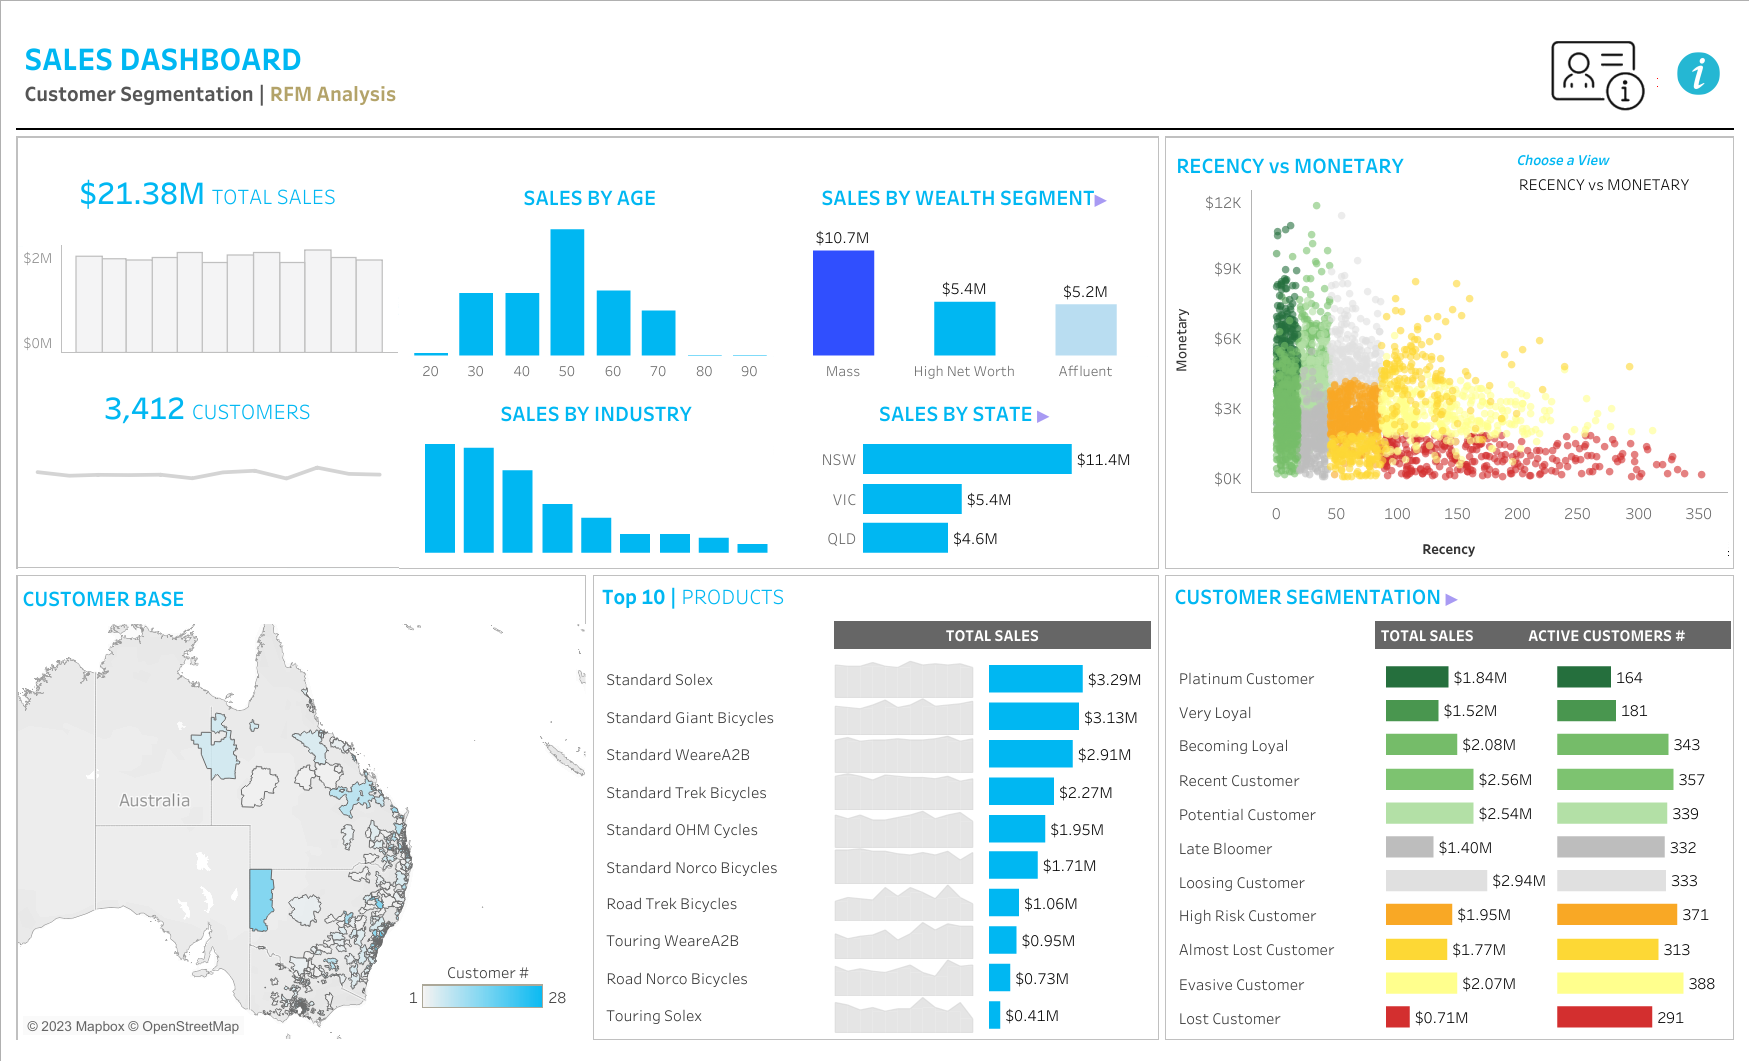 SALES DASHBOARD
Customer Segmentation | RFM Analysis
i
i
$21.38M TOTAL SALES
$2M
$0M
3,412 CUSTOMERS
SALES BY AGE
20 30 40 50 60 70 80 90
SALES BY INDUSTRY
SALES BY WEALTH SEGMENT▶
$10.7M
$5.4M
$5.2M
Mass High Net Worth Affluent
SALES BY STATE ▶
NSW $11.4M
VIC $5.4M
QLD $4.6M
RECENCY vs MONETARY
Choose a View
RECENCY vs MONETARY
$12K
$9K
$6K
$3K
$0K
Monetary
0 50 100 150 200 250 300 350
Recency
CUSTOMER BASE
Australia
Customer #
1 28
© 2023 Mapbox © OpenStreetMap
Top 10 | PRODUCTS
TOTAL SALES
Standard Solex $3.29M
Standard Giant Bicycles $3.13M
Standard WeareA2B $2.91M
Standard Trek Bicycles $2.27M
Standard OHM Cycles $1.95M
Standard Norco Bicycles $1.71M
Road Trek Bicycles $1.06M
Touring WeareA2B $0.95M
Road Norco Bicycles $0.73M
Touring Solex $0.41M
CUSTOMER SEGMENTATION ▶
TOTAL SALES ACTIVE CUSTOMERS #
Platinum Customer $1.84M 164
Very Loyal $1.52M 181
Becoming Loyal $2.08M 343
Recent Customer $2.56M 357
Potential Customer $2.54M 339
Late Bloomer $1.40M 332
Loosing Customer $2.94M 333
High Risk Customer $1.95M 371
Almost Lost Customer $1.77M 313
Evasive Customer $2.07M 388
Lost Customer $0.71M 291